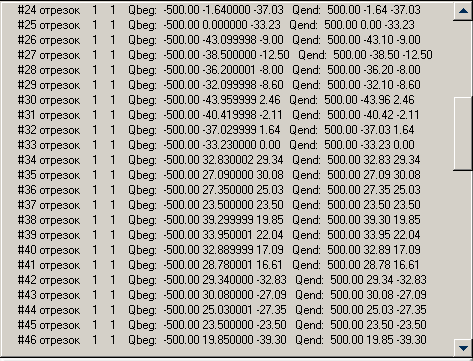 #24 отрезок 1 1 Qbeg: -500.00 -1.640000 -37.03 Qend: 500.00 -1.64 -37.03
#25 отрезок 1 1 Qbeg: -500.00 0.000000 -33.23 Qend: 500.00 0.00 -33.23
#26 отрезок 1 1 Qbeg: -500.00 -43.099998 -9.00 Qend: 500.00 -43.10 -9.00
#27 отрезок 1 1 Qbeg: -500.00 -38.500000 -12.50 Qend: 500.00 -38.50 -12.50
#28 отрезок 1 1 Qbeg: -500.00 -36.200001 -8.00 Qend: 500.00 -36.20 -8.00
#29 отрезок 1 1 Qbeg: -500.00 -32.099998 -8.60 Qend: 500.00 -32.10 -8.60
#30 отрезок 1 1 Qbeg: -500.00 -43.959999 2.46 Qend: 500.00 -43.96 2.46
#31 отрезок 1 1 Qbeg: -500.00 -40.419998 -2.11 Qend: 500.00 -40.42 -2.11
#32 отрезок 1 1 Qbeg: -500.00 -37.029999 1.64 Qend: 500.00 -37.03 1.64
#33 отрезок 1 1 Qbeg: -500.00 -33.230000 0.00 Qend: 500.00 -33.23 0.00
#34 отрезок 1 1 Qbeg: -500.00 32.830002 29.34 Qend: 500.00 32.83 29.34
#35 отрезок 1 1 Qbeg: -500.00 27.090000 30.08 Qend: 500.00 27.09 30.08
#36 отрезок 1 1 Qbeg: -500.00 27.350000 25.03 Qend: 500.00 27.35 25.03
#37 отрезок 1 1 Qbeg: -500.00 23.500000 23.50 Qend: 500.00 23.50 23.50
#38 отрезок 1 1 Qbeg: -500.00 39.299999 19.85 Qend: 500.00 39.30 19.85
#39 отрезок 1 1 Qbeg: -500.00 33.950001 22.04 Qend: 500.00 33.95 22.04
#40 отрезок 1 1 Qbeg: -500.00 32.889999 17.09 Qend: 500.00 32.89 17.09
#41 отрезок 1 1 Qbeg: -500.00 28.780001 16.61 Qend: 500.00 28.78 16.61
#42 отрезок 1 1 Qbeg: -500.00 29.340000 -32.83 Qend: 500.00 29.34 -32.83
#43 отрезок 1 1 Qbeg: -500.00 30.080000 -27.09 Qend: 500.00 30.08 -27.09
#44 отрезок 1 1 Qbeg: -500.00 25.030001 -27.35 Qend: 500.00 25.03 -27.35
#45 отрезок 1 1 Qbeg: -500.00 23.500000 -23.50 Qend: 500.00 23.50 -23.50
#46 отрезок 1 1 Qbeg: -500.00 19.850000 -39.30 Qend: 500.00 19.85 -39.30